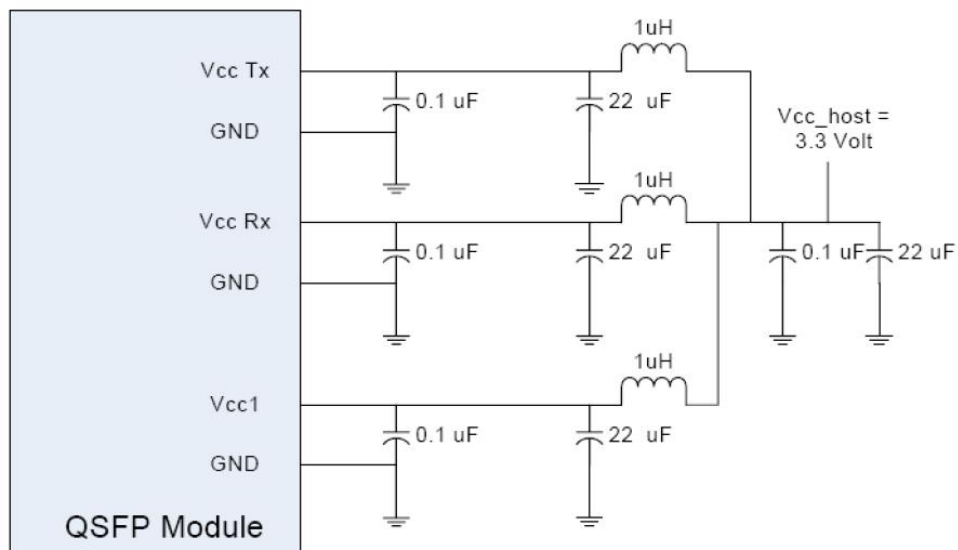 1uH
Vcc Tx
0.1 uF
22 uF
GND
Vcc_host =
3.3 Volt
1uH
Vcc Rx
0.1 uF
22 uF
0.1 uF
22 uF
GND
1uH
Vcc1
0.1 uF
22 uF
GND
QSFP Module